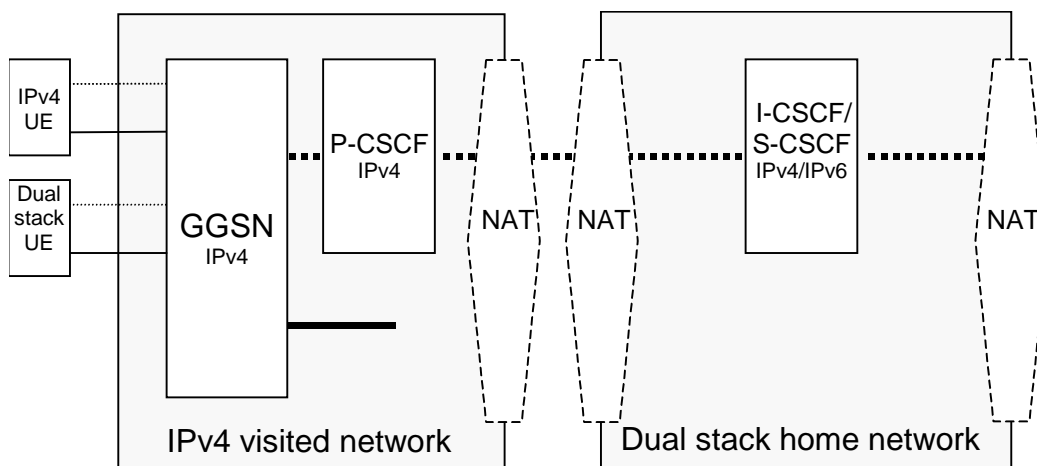 IPv4
UE
Dual
stack
UE
GGSN
IPv4
P-CSCF
IPv4
NAT
NAT
I-CSCF/
S-CSCF
IPv4/IPv6
NAT
IPv4 visited network
Dual stack home network